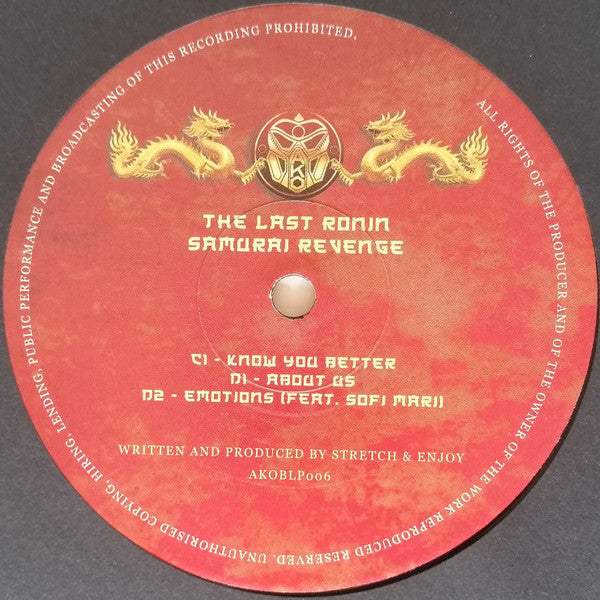 ALL RIGHTS OF THE PRODUCER AND OF THE OWNER OF THE WORK REPRODUCED RESERVED. UNAUTHORISED COPYING, HIRING, LENDING, PUBLIC PERFORMANCE AND BROADCASTING OF THIS RECORDING PROHIBITED.
THE LAST RONIN
SAMURAI REVENGE
C1 - KNOW YOU BETTER
D1 - ABOUT US
D2 - EMOTIONS (FEAT. SOFI MARI)
WRITTEN AND PRODUCED BY STRETCH & ENJOY
AKOBLP006